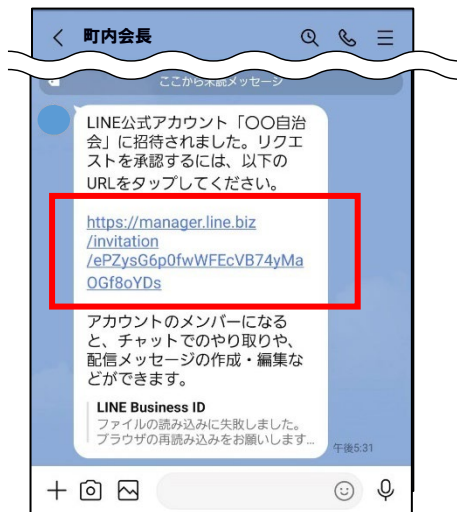 町内会長
ここから未読メッセージ
LINE公式アカウント「〇〇自治
会」に招待されました。リクエ
ストを承認するには、以下の
URLをタップしてください。
https://manager.line.biz
/invitation
/ePZysG6p0fwWFEcVB74yMa
OGf8oYDs
アカウントのメンバーになる
と、チャットでのやり取りや、
配信メッセージの作成・編集な
どができます。
LINE Business ID
ファイルの読み込みに失敗しました。
ブラウザの再読み込みをお願いします...
午後5:31